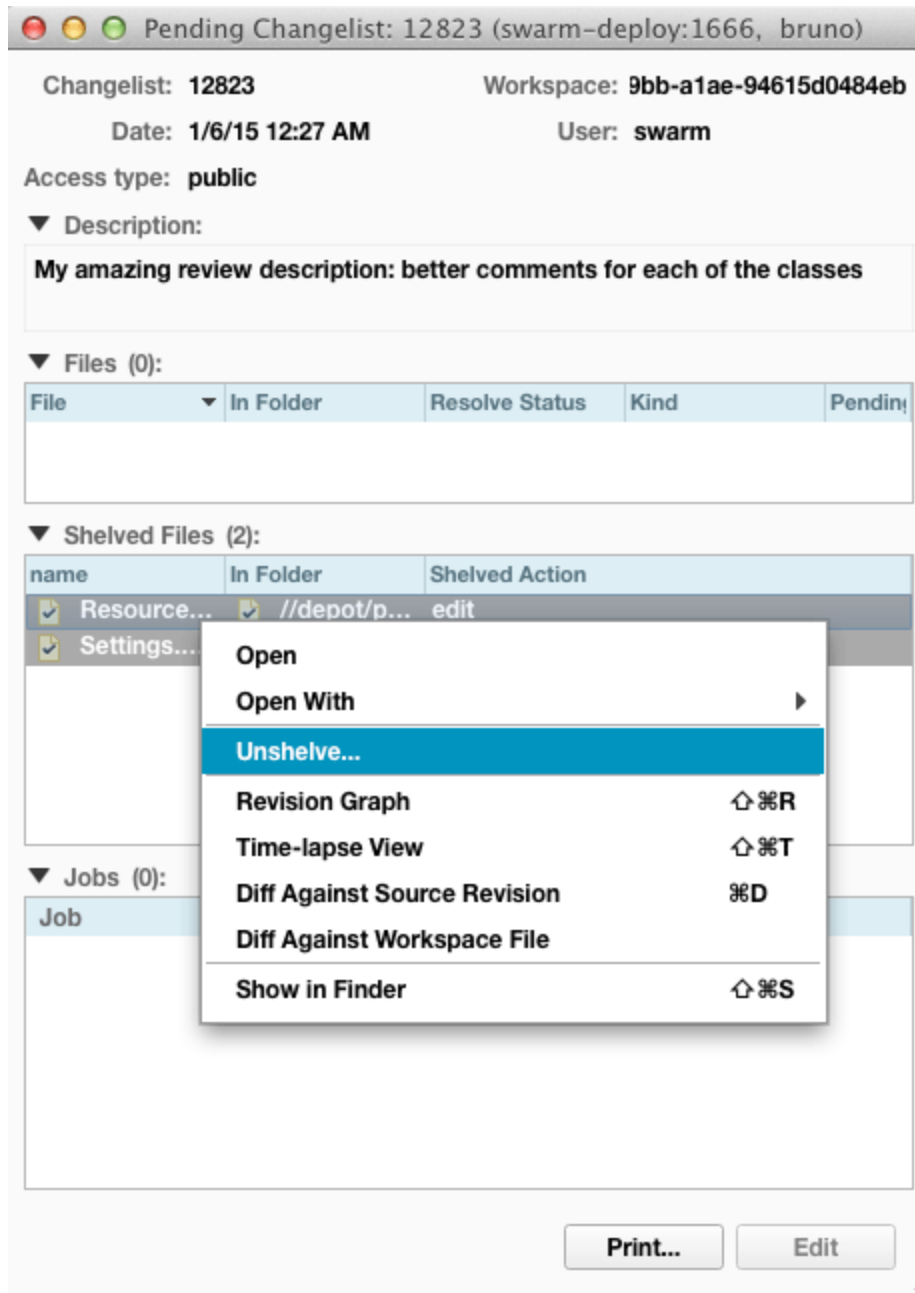 Pending Changelist: 12823 (swarm-deploy:1666, bruno)
Changelist: 12823 Workspace: 9bb-a1ae-94615d0484eb
Date: 1/6/15 12:27 AM User: swarm
Access type: public
▼ Description:
My amazing review description: better comments for each of the classes
▼ Files (0):
File In Folder Resolve Status Kind Pending
▼ Shelved Files (2):
name In Folder Shelved Action
Resource... //depot/p... edit
Settings....
Open
Open With
Unshelve...
Revision Graph ⇧⌘R
Time-lapse View ⇧⌘T
Diff Against Source Revision ⌘D
Diff Against Workspace File
Show in Finder ⇧⌘S
▼ Jobs (0):
Job
Print... Edit